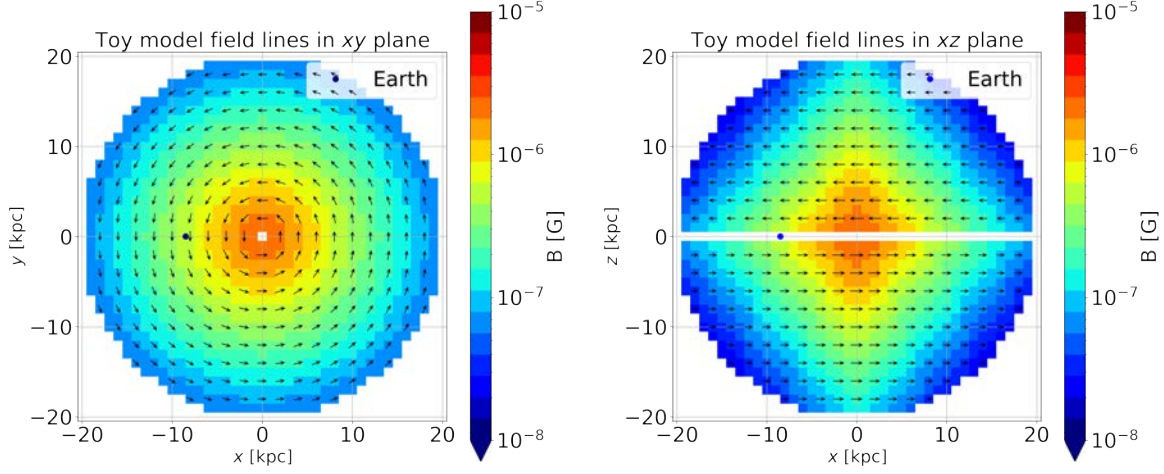 Toy model field lines in xy plane
Earth
20
10
0
−10
−20
y [kpc]
−20 −10 0 10 20
x [kpc]
10⁻⁵
10⁻⁶
10⁻⁷
10⁻⁸
B [G]
Toy model field lines in xz plane
Earth
20
10
0
−10
−20
z [kpc]
−20 −10 0 10 20
x [kpc]
10⁻⁵
10⁻⁶
10⁻⁷
10⁻⁸
B [G]